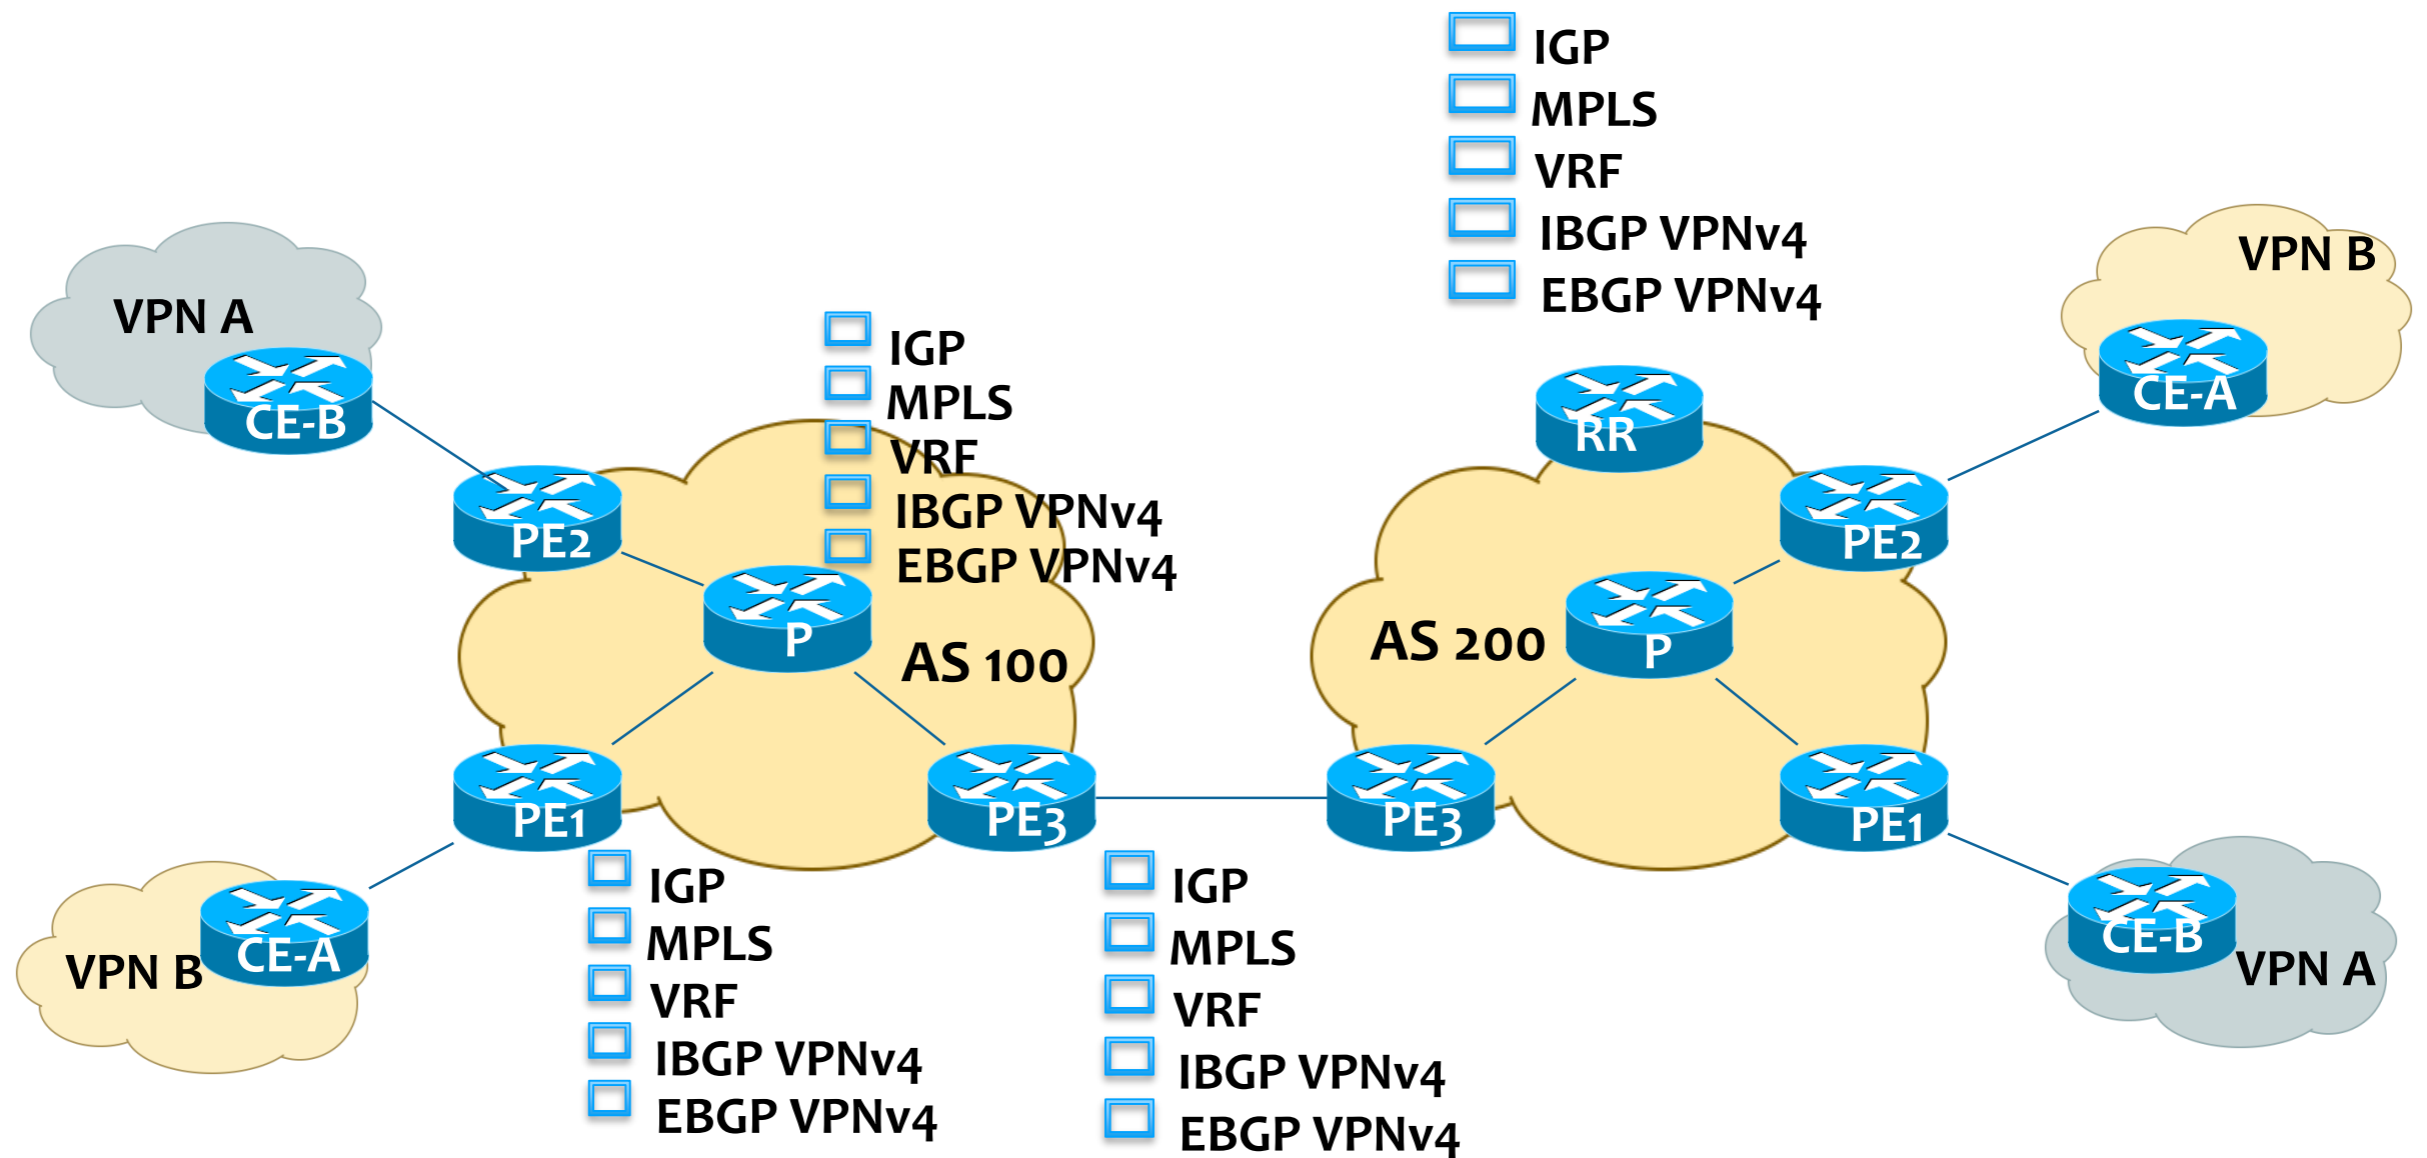 IGP
MPLS
VRF
IBGP VPNv4
EBGP VPNv4
VPN B
CE-A
VPN A
CE-B
IGP
MPLS
VRF
IBGP VPNv4
EBGP VPNv4
RR
PE2
P
AS 100
AS 200
P
PE2
PE1
PE3
PE3
PE1
VPN B
CE-A
IGP
MPLS
VRF
IBGP VPNv4
EBGP VPNv4
IGP
MPLS
VRF
IBGP VPNv4
EBGP VPNv4
CE-B
VPN A